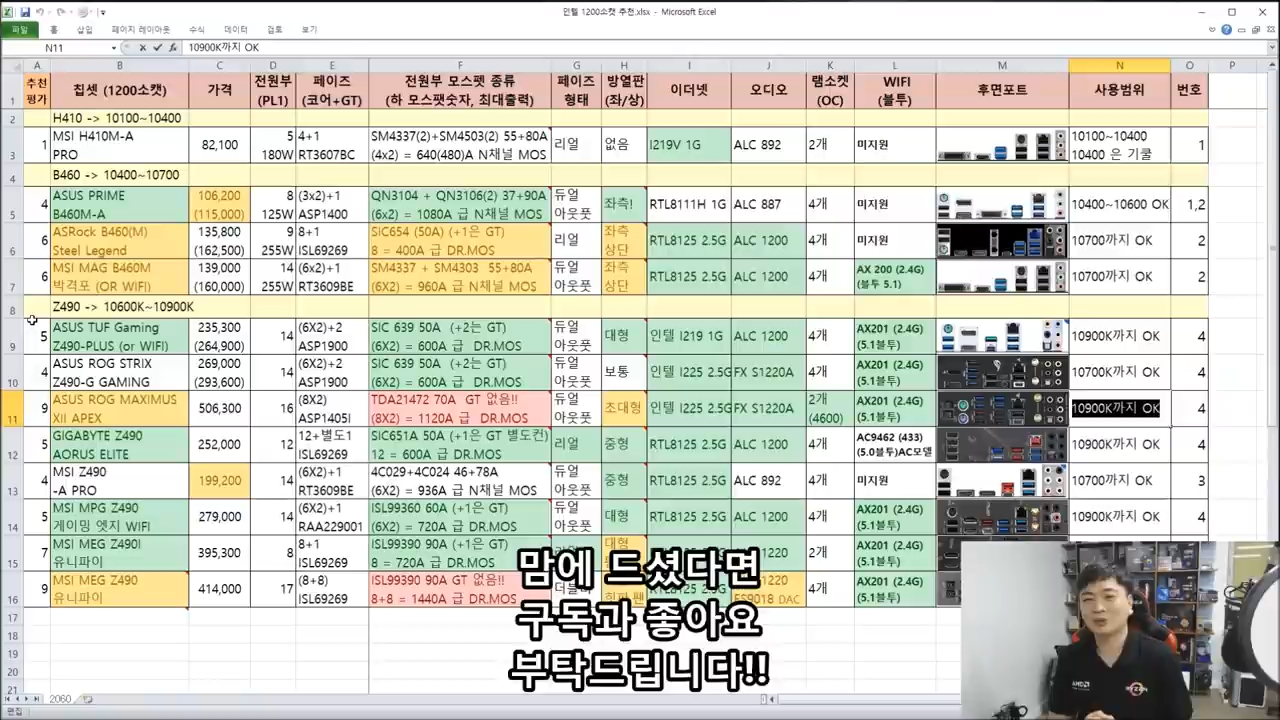 인텔 1200소캣 추천.xlsx - Microsoft Excel
파일 홈 삽입 페이지 레이아웃 수식 데이터 검토 보기
N11 10900K까지 OK
A B C D E F G H I J K L M N O P
추천평가 칩셋 (1200소캣) 가격 전원부 (PL1) 페이즈 (코어+GT) 전원부 모스펫 종류 (하 모스팻숫자, 최대출력) 페이즈 형태 방열판 (좌/상) 이더넷 오디오 램소켓 (OC) WIFI (블투) 후면포트 사용범위 번호
H410 -> 10100~10400
1 MSI H410M-A PRO 82,100 5 180W 4+1 RT3607BC SM4337(2)+SM4503(2) 55+80A (4x2) = 640(480)A N채널 MOS 리얼 없음 I219V 1G ALC 892 2개 미지원 10100~10400 10400 은 기쿨 1
B460 -> 10400~10700
4 ASUS PRIME B460M-A 106,200 (115,000) 8 125W (3x2)+1 ASP1400 QN3104 + QN3106(2) 37+90A (6x2) = 1080A 급 N채널 MOS 듀얼 아웃풋 좌측! RTL8111H 1G ALC 887 4개 미지원 10400~10600 OK 1,2
6 ASRock B460(M) Steel Legend 135,800 (162,500) 9 255W 8+1 ISL69269 SIC654 (50A) (+1은 GT) 8 = 400A 급 DR.MOS 리얼 좌측 상단 RTL8125 2.5G ALC 1200 4개 미지원 10700까지 OK 2
6 MSI MAG B460M 박격포 (OR WIFI) 139,000 (160,000) 14 255W (6X2)+1 RT3609BE SM4337 + SM4303 55+80A (6X2) = 960A 급 N채널 MOS 듀얼 아웃풋 좌측 상단 RTL8125 2.5G ALC 1200 4개 AX 200 (2.4G) (블투 5.1) 10700까지 OK 2
Z490 -> 10600K~10900K
5 ASUS TUF Gaming Z490-PLUS (or WIFI) 235,300 (264,900) 14 (6X2)+2 ASP1900 SIC 639 50A (+2는 GT) (6X2) = 600A 급 DR.MOS 듀얼 아웃풋 대형 인텔 I219 1G ALC 1200 4개 AX201 (2.4G) (5.1블투) 10900K까지 OK 4
4 ASUS ROG STRIX Z490-G GAMING 269,000 (293,600) 14 (6X2)+2 ASP1900 SIC 639 50A (+2는 GT) (6X2) = 600A 급 DR.MOS 듀얼 아웃풋 보통 인텔 I225 2.5G FX S1220A 4개 AX201 (2.4G) (5.1블투) 10700K까지 OK 4
9 ASUS ROG MAXIMUS XII APEX 506,300 16 (8X2) ASP1405I TDA21472 70A GT 없음!! (8X2) = 1120A 급 DR.MOS 듀얼 아웃풋 초대형 인텔 I225 2.5G FX S1220A 2개 (4600) AX201 (2.4G) (5.1블투) 10900K까지 OK 4
5 GIGABYTE Z490 AORUS ELITE 252,000 12 12+별도1 ISL69269 SIC651A 50A (+1은 GT 별도컨) 12 = 600A 급 DR.MOS 리얼 중형 RTL8125 2.5G ALC 1200 4개 AC9462 (433) (5.0블투)AC모델 10900K까지 OK 4
4 MSI Z490 -A PRO 199,200 14 (6X2)+1 RT3609BE 4C029+4C024 46+78A (6X2) = 936A 급 N채널 MOS 듀얼 아웃풋 중형 RTL8125 2.5G ALC 892 4개 미지원 10900K까지 OK 3
5 MSI MPG Z490 게이밍 엣지 WIFI 279,000 14 (6X2)+1 RAA229001 ISL99360 60A (+1은 GT) (6X2) = 720A 급 DR.MOS 듀얼 아웃풋 대형 RTL8125 2.5G ALC 1200 4개 AX201 (2.4G) (5.1블투) 10900K까지 OK 4
7 MSI MEG Z490I 유니파이 395,300 8 8+1 ISL69269 ISL99390 90A (+1은 GT) 8 = 720A 급 DR.MOS 대형 1220 2개 AX201 (2.4G) (5.1블투)
9 MSI MEG Z490 유니파이 414,000 17 (8+8) ISL69269 ISL99390 90A GT 없음!! 8+8 = 1440A 급 DR.MOS RTL8125 2.5G 1220 ES9018 DAC 4개 AX201 (2.4G) (5.1블투)
맘에 드셨다면
구독과 좋아요
부탁드립니다!!
AMD RYZEN
2060
편집